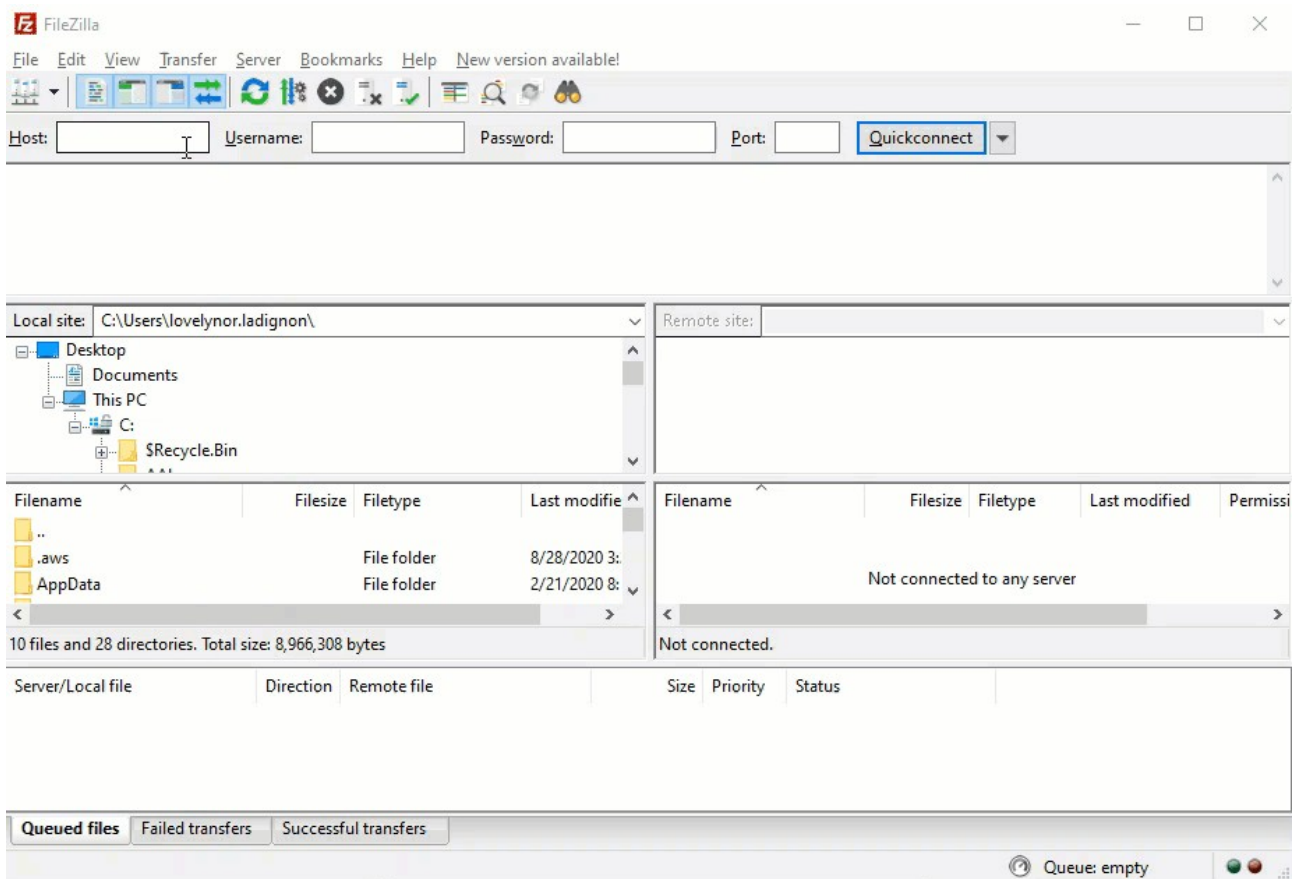 FileZilla
File Edit View Transfer Server Bookmarks Help New version available!
Host: Username: Password: Port: Quickconnect
Local site: C:\Users\lovelynor.ladignon\
Remote site:
Desktop
Documents
This PC
C:
$Recycle.Bin
Filename Filesize Filetype Last modifie
..
.aws File folder 8/28/2020 3:
AppData File folder 2/21/2020 8:
10 files and 28 directories. Total size: 8,966,308 bytes
Filename Filesize Filetype Last modified Permissi
Not connected to any server
Not connected.
Server/Local file Direction Remote file Size Priority Status
Queued files Failed transfers Successful transfers
Queue: empty